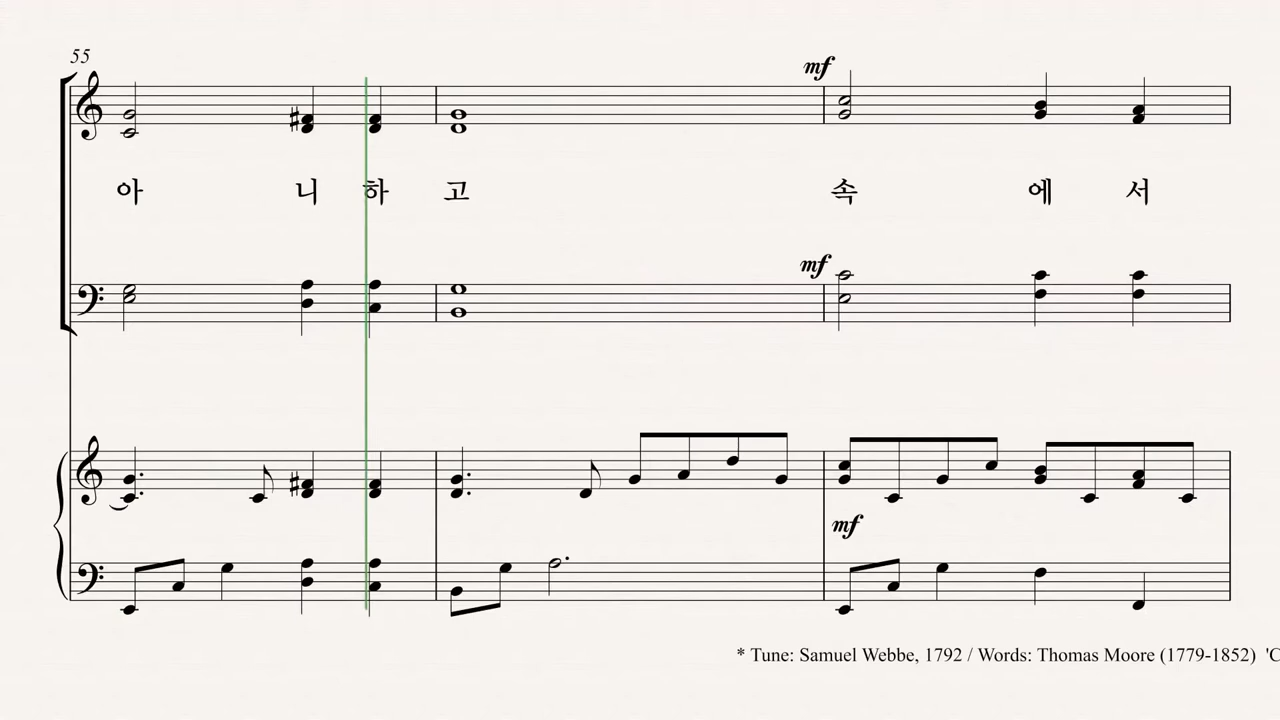 55
mf
아 니 하 고 속 에 서
mf
mf
* Tune: Samuel Webbe, 1792 / Words: Thomas Moore (1779-1852) 'C